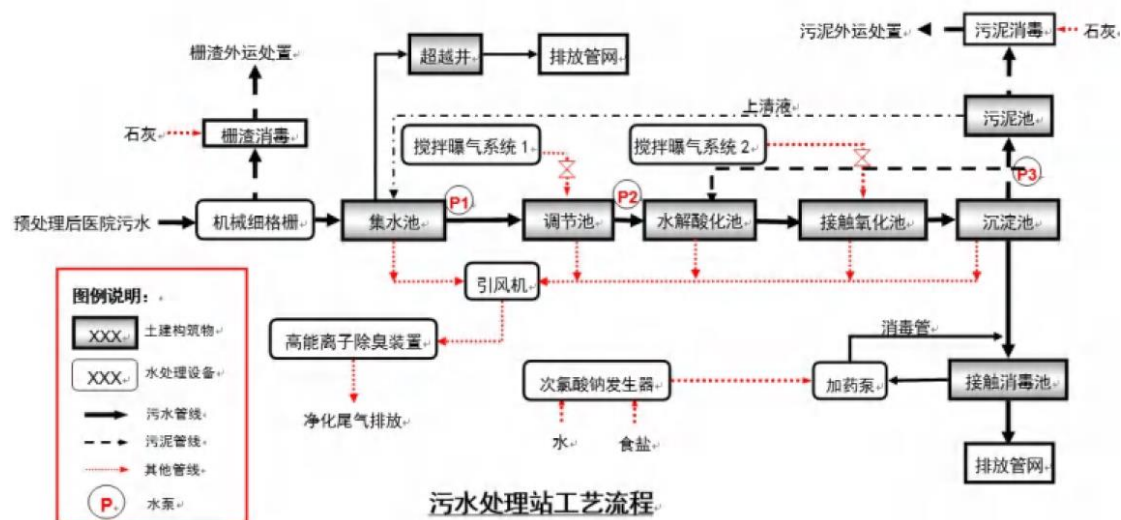 污泥外运处置
污泥消毒
石灰
栅渣外运处置
超越井
排放管网
上清液
污泥池
石灰
栅渣消毒
搅拌曝气系统 1
搅拌曝气系统 2
P1
P2
P3
预处理后医院污水
机械细格栅
集水池
调节池
水解酸化池
接触氧化池
沉淀池
引风机
图例说明：
XXX 土建构筑物
XXX 水处理设备
污水管线
污泥管线
其他管线
P 水泵
高能离子除臭装置
净化尾气排放
消毒管
次氯酸钠发生器
加药泵
接触消毒池
水
食盐
排放管网
污水处理站工艺流程